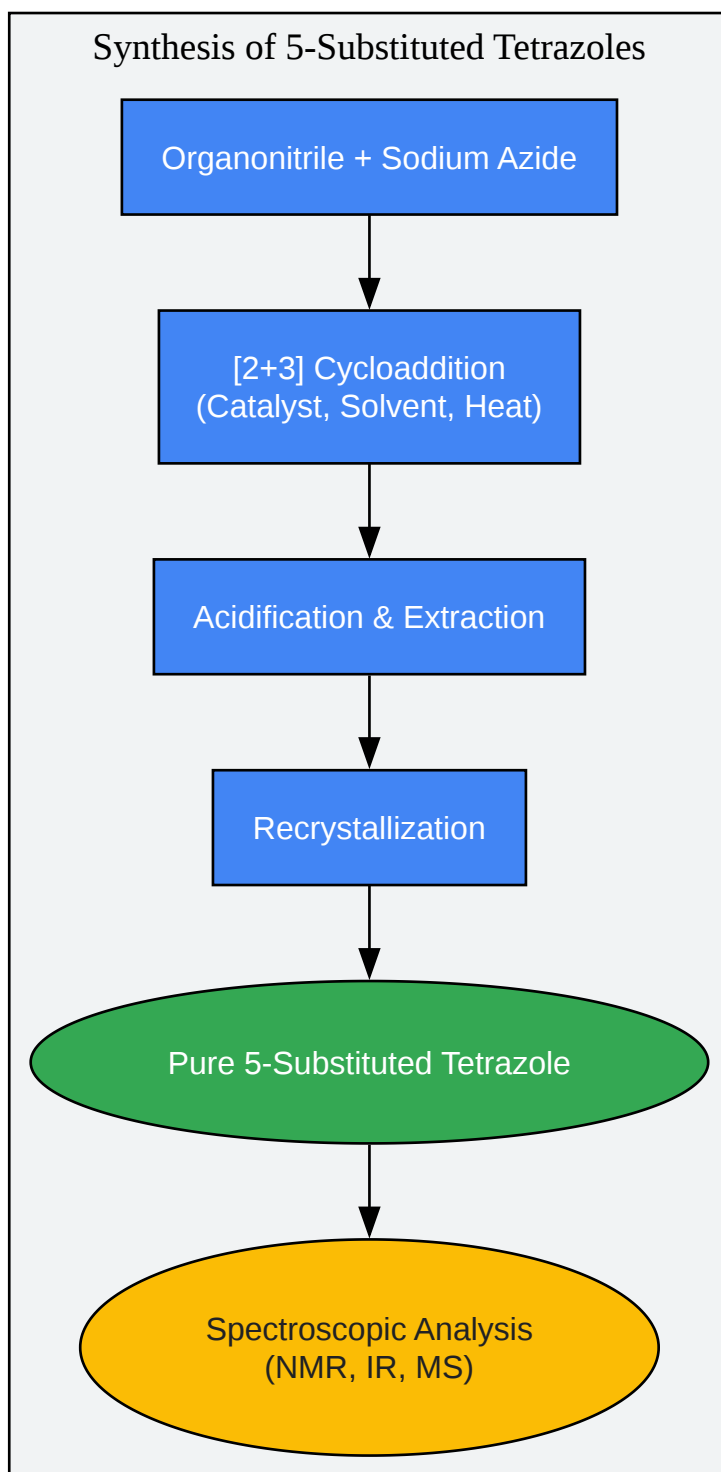 Synthesis of 5-Substituted Tetrazoles
Organonitrile + Sodium Azide
[2+3] Cycloaddition
(Catalyst, Solvent, Heat)
Acidification & Extraction
Recrystallization
Pure 5-Substituted Tetrazole
Spectroscopic Analysis
(NMR, IR, MS)